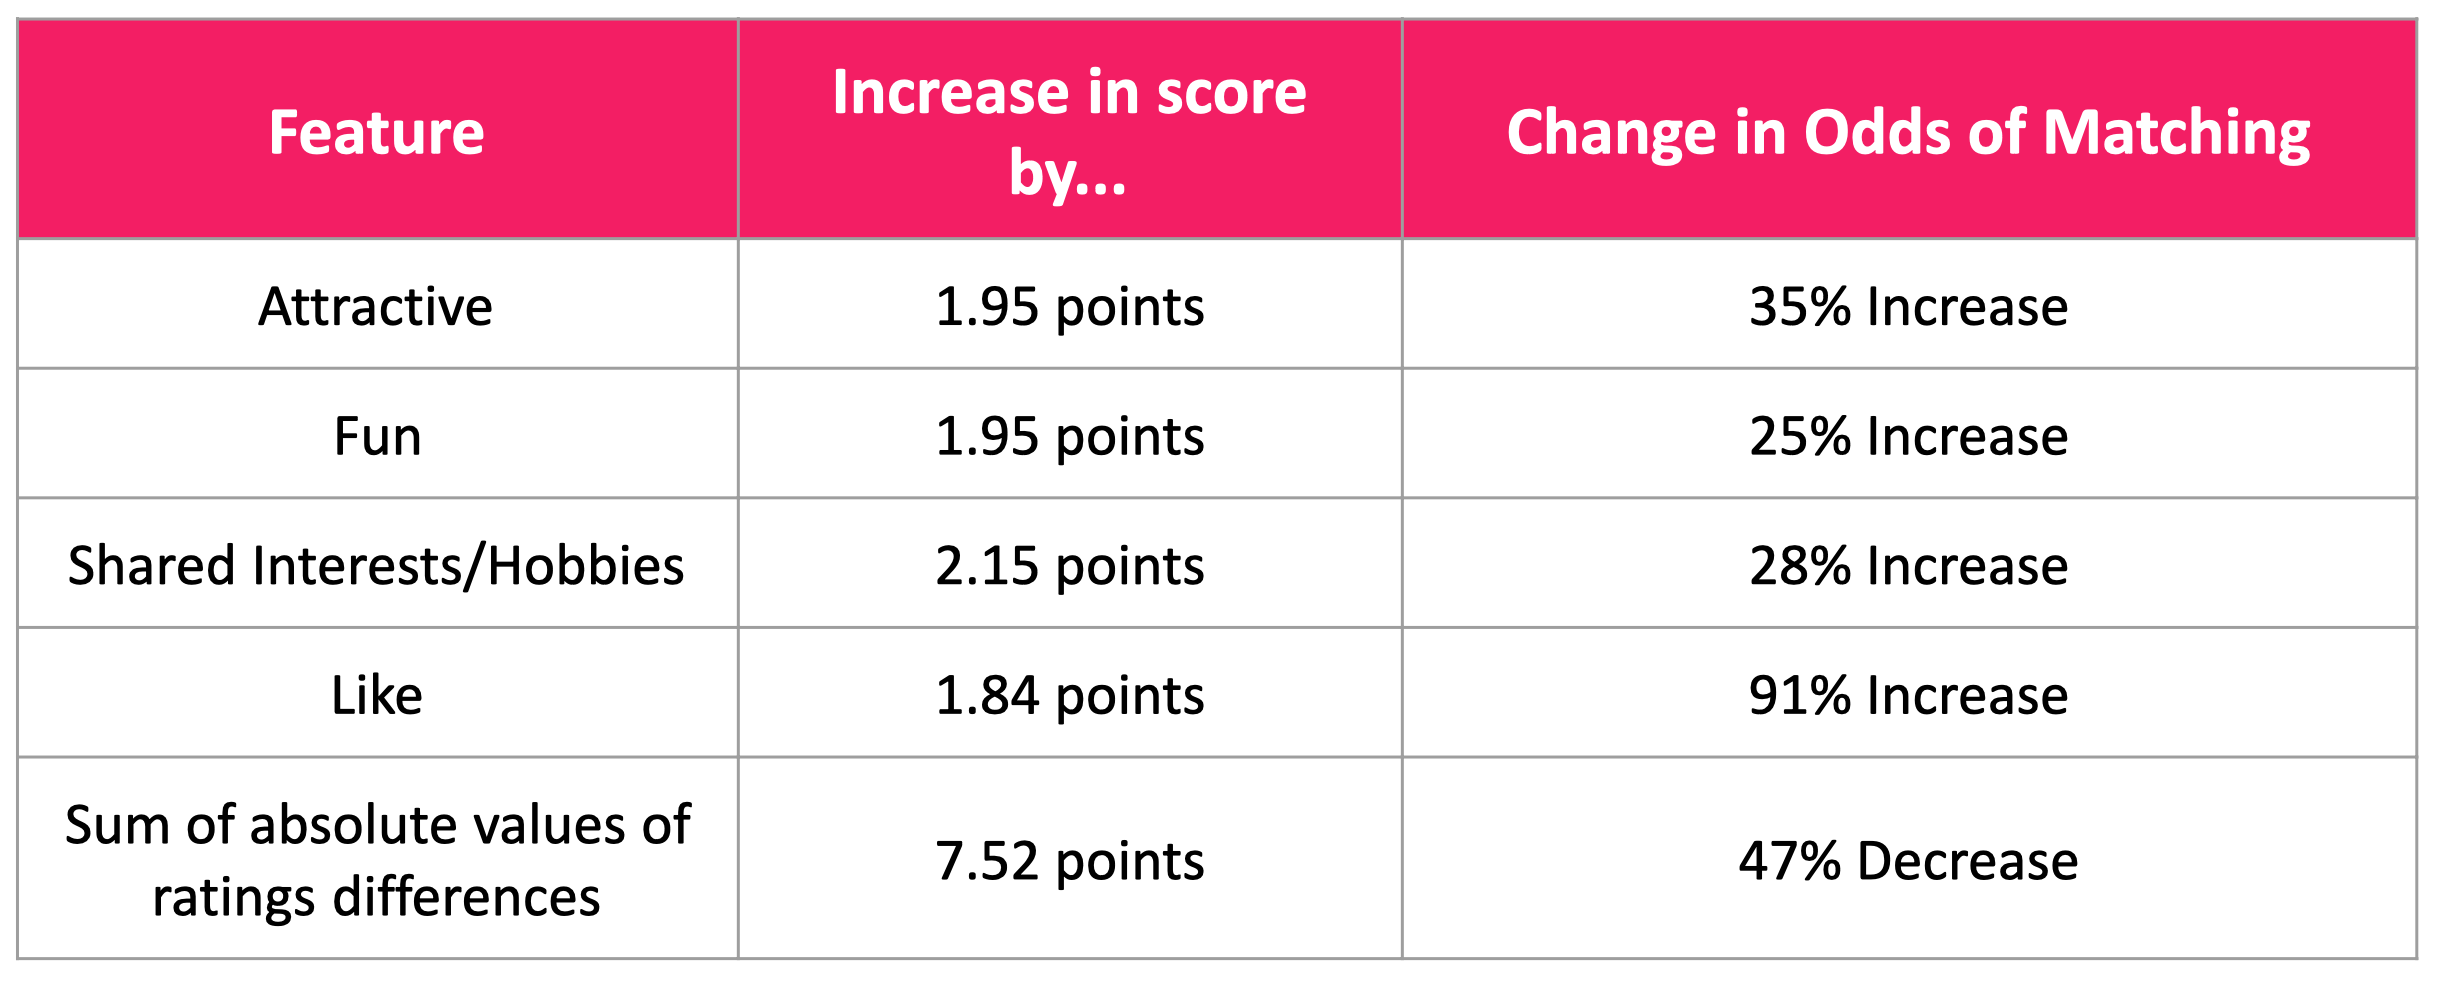 Feature
Increase in score
by...
Change in Odds of Matching
Attractive
1.95 points
35% Increase
Fun
1.95 points
25% Increase
Shared Interests/Hobbies
2.15 points
28% Increase
Like
1.84 points
91% Increase
Sum of absolute values of
ratings differences
7.52 points
47% Decrease